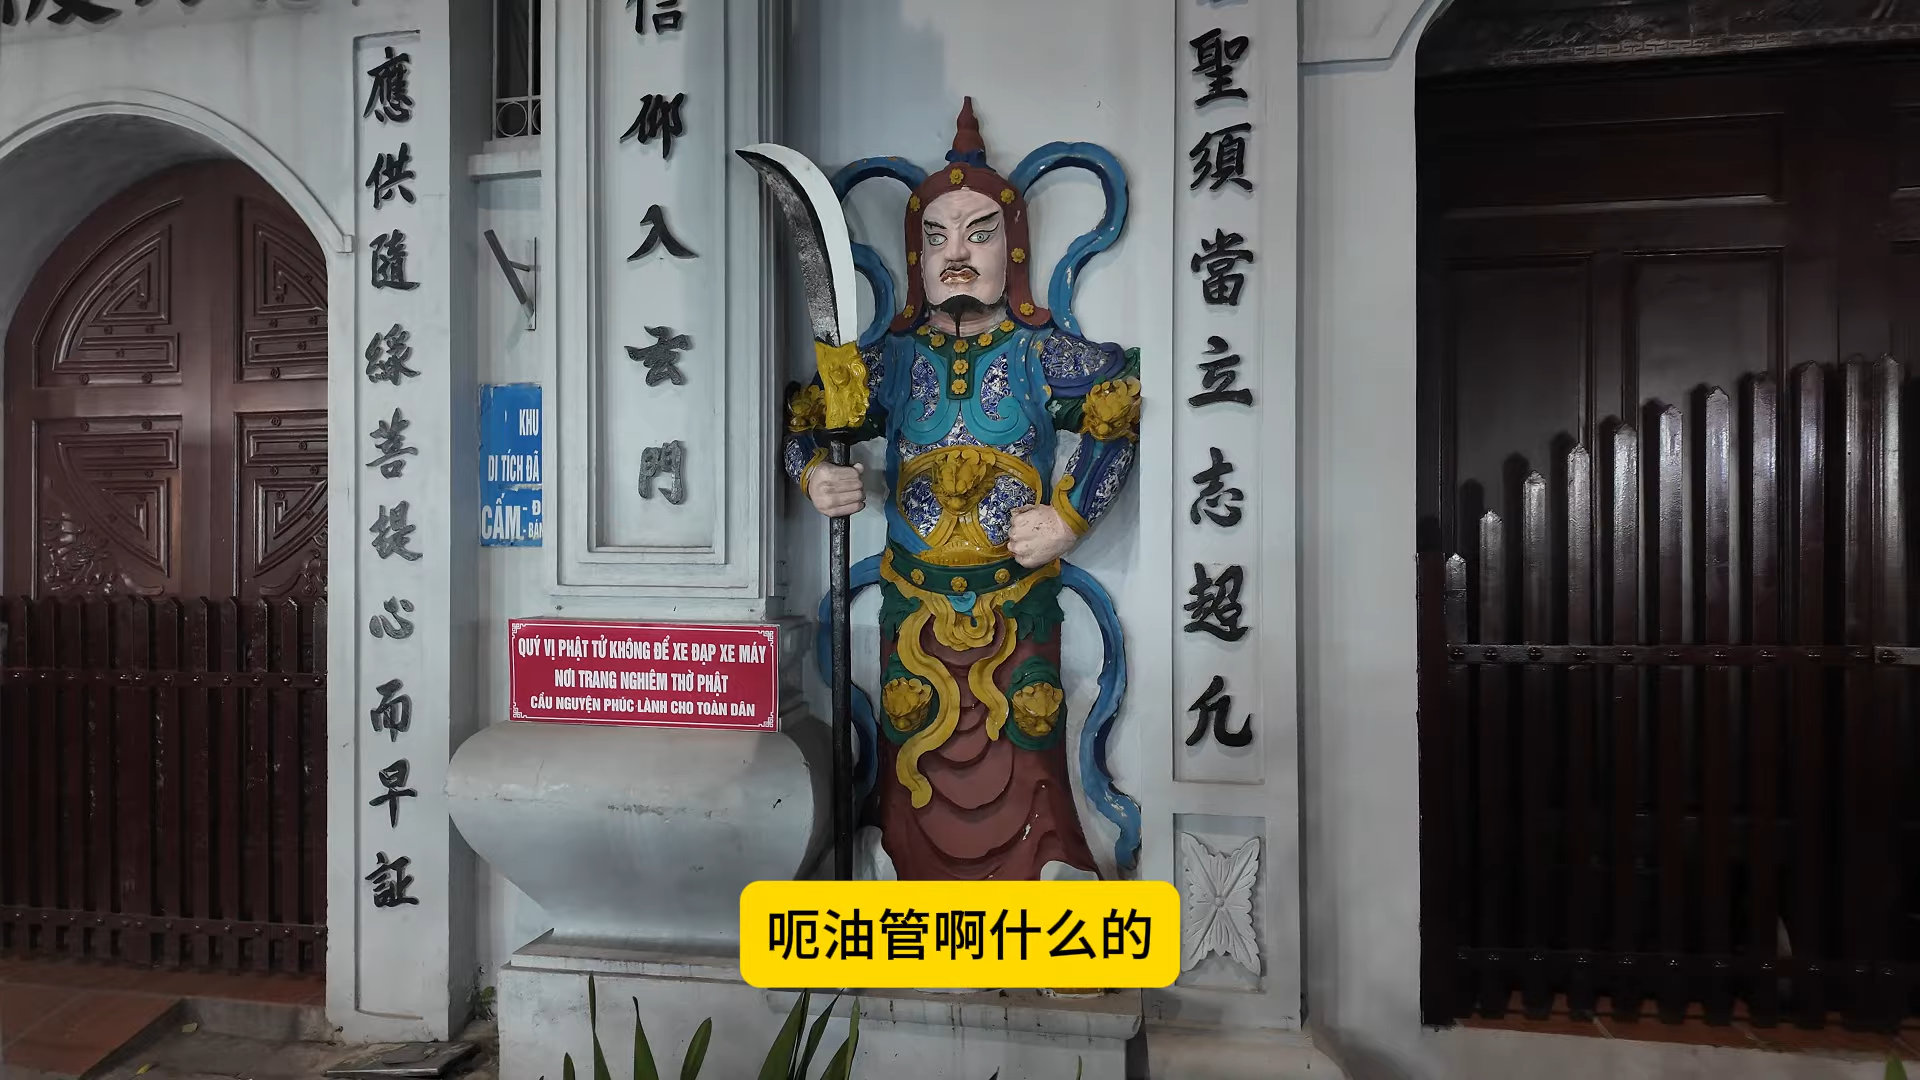 應供隨緣菩提心而早証
信仰入玄門
聖須當立志超凡
KHU
DI TÍCH ĐÃ
CẤM - Đ
- BÁN
QUÝ VỊ PHẬT TỬ KHÔNG ĐỂ XE ĐẠP XE MÁY
NƠI TRANG NGHIÊM THỜ PHẬT
CẦU NGUYỆN PHÚC LÀNH CHO TOÀN DÂN
呃油管啊什么的